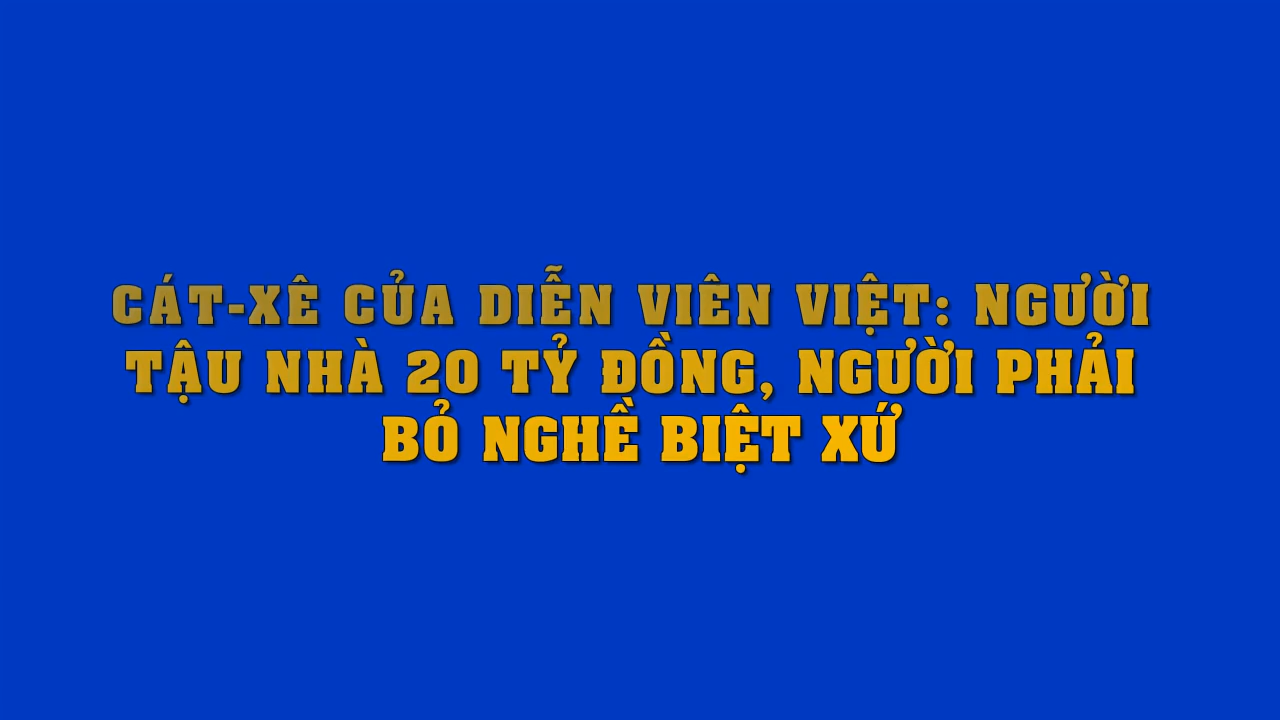 CÁT-XÊ CỦA DIỄN VIÊN VIỆT: NGƯỜI
TẬU NHÀ 20 TỶ ĐỒNG, NGƯỜI PHẢI
BỎ NGHỀ BIỆT XỨ